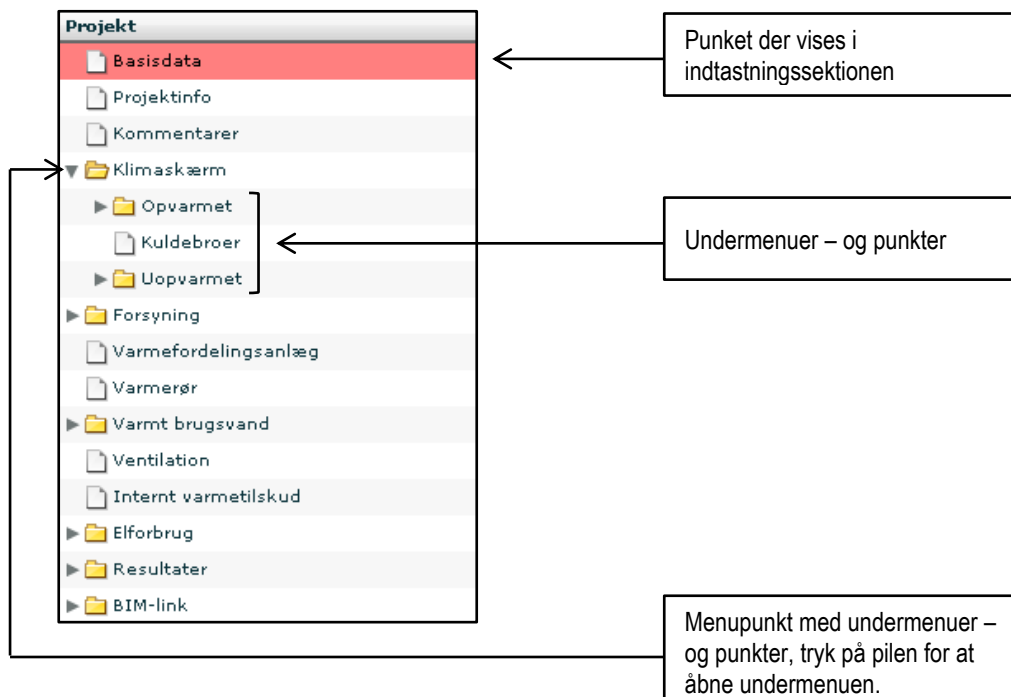 Projekt
Basisdata
Projektinfo
Kommentarer
Klimaskærm
Opvarmet
Kuldebroer
Uopvarmet
Forsyning
Varmefordelingsanlæg
Varmerør
Varmt brugsvand
Ventilation
Internt varmetilskud
Elforbrug
Resultater
BIM-link
Punket der vises i
indtastningssektionen
Undermenuer – og punkter
Menupunkt med undermenuer –
og punkter, tryk på pilen for at
åbne undermenuen.